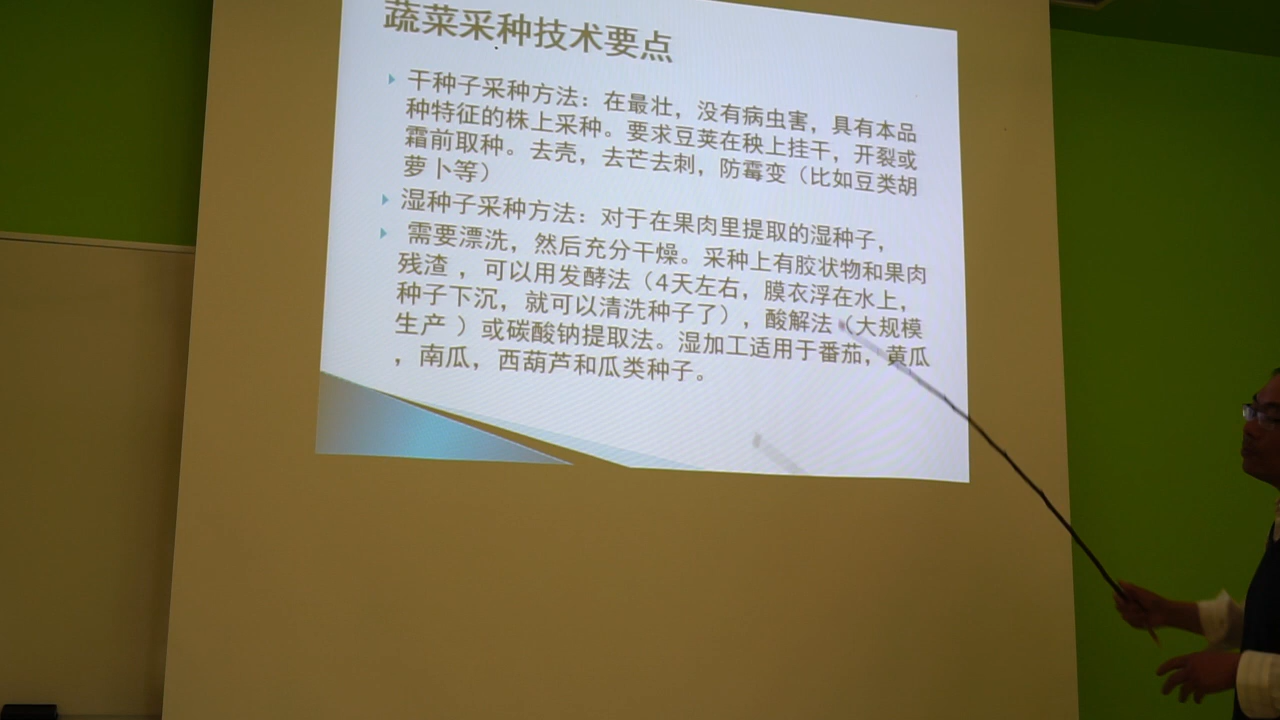 蔬菜采种技术要点
干种子采种方法：在最壮，没有病虫害，具有本品
种特征的株上采种。要求豆荚在秧上挂干，开裂或
霜前取种。去壳，去芒去刺，防霉变（比如豆类胡
萝卜等）
湿种子采种方法：对于在果肉里提取的湿种子，
需要漂洗，然后充分干燥。采种上有胶状物和果肉
残渣 ，可以用发酵法（4天左右，膜衣浮在水上，
种子下沉，就可以清洗种子了），酸解法（大规模
生产 ）或碳酸钠提取法。湿加工适用于番茄，黄瓜
，南瓜，西葫芦和瓜类种子。